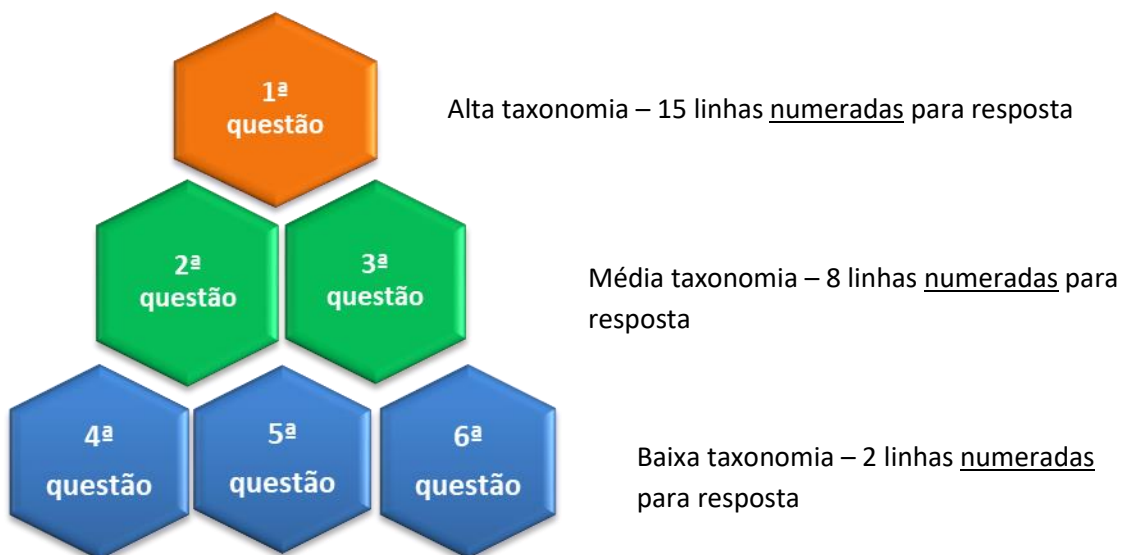 1ª
questão
Alta taxonomia – 15 linhas numeradas para resposta
2ª
questão
3ª
questão
Média taxonomia – 8 linhas numeradas para
resposta
4ª
questão
5ª
questão
6ª
questão
Baixa taxonomia – 2 linhas numeradas
para resposta